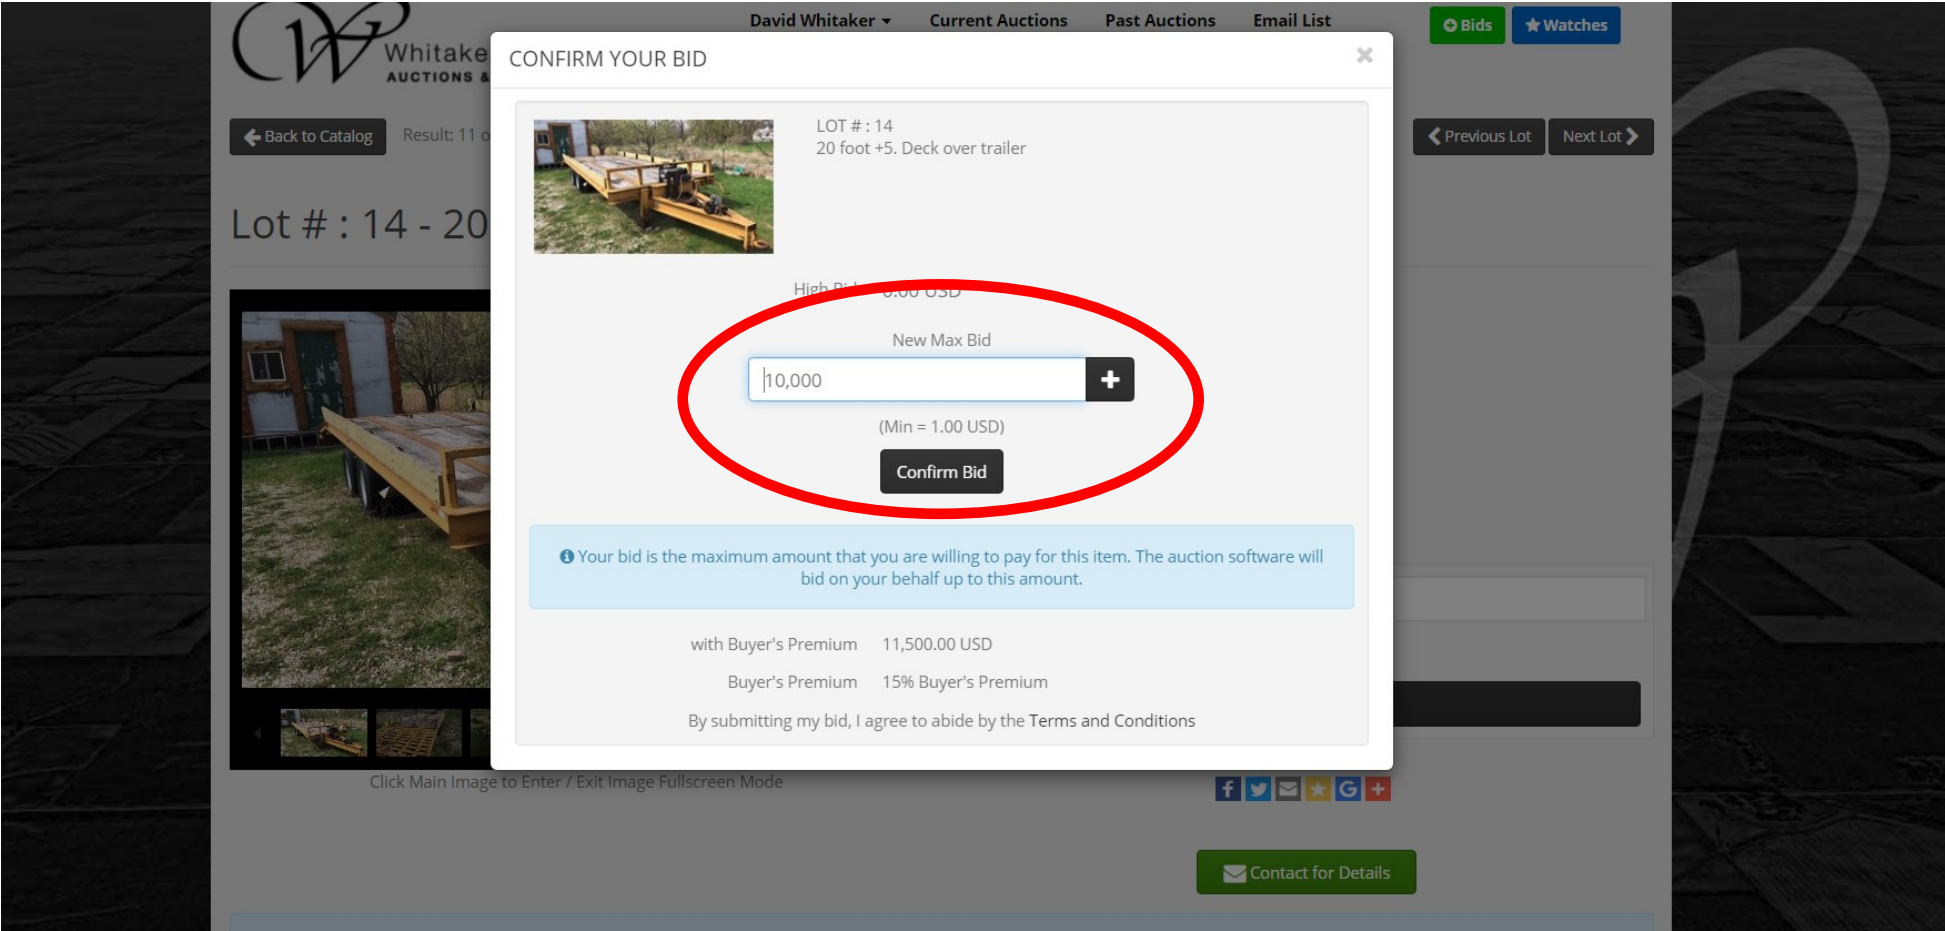 David Whitaker
Current Auctions
Past Auctions
Email List
Bids
Watches
Whitake
AUCTIONS &
CONFIRM YOUR BID
×
Back to Catalog
Result: 11 o
Previous Lot
Next Lot
LOT # : 14
20 foot +5. Deck over trailer
Lot # : 14 - 20
High Bid 0.00 USD
New Max Bid
10,000
(Min = 1.00 USD)
Confirm Bid
Your bid is the maximum amount that you are willing to pay for this item. The auction software will
bid on your behalf up to this amount.
with Buyer's Premium 11,500.00 USD
Buyer's Premium 15% Buyer's Premium
By submitting my bid, I agree to abide by the Terms and Conditions
Click Main Image to Enter / Exit Image Fullscreen Mode
Contact for Details